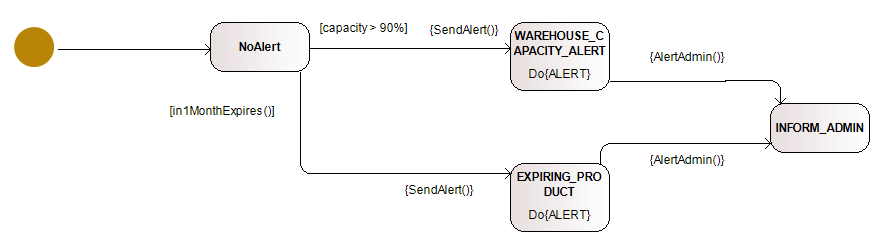 [capacity > 90%]
{SendAlert()}
NoAlert
WAREHOUSE_C
APACITY_ALERT
Do{ALERT}
{AlertAdmin()}
[in1MonthExpires()]
INFORM_ADMIN
{AlertAdmin()}
{SendAlert()}
EXPIRING_PRO
DUCT
Do{ALERT}